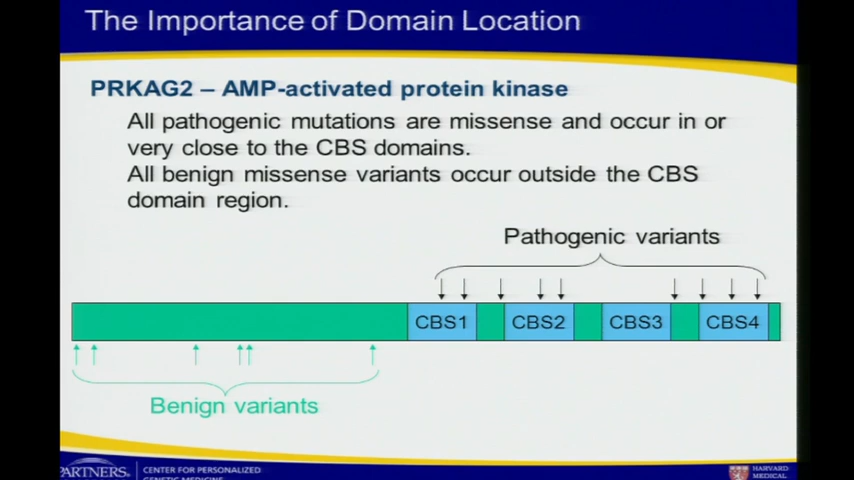 The Importance of Domain Location
PRKAG2 – AMP-activated protein kinase
All pathogenic mutations are missense and occur in or
very close to the CBS domains.
All benign missense variants occur outside the CBS
domain region.
Pathogenic variants
CBS1 CBS2 CBS3 CBS4
Benign variants
PARTNERS.
CENTER FOR PERSONALIZED
GENETIC MEDICINE
HARVARD
MEDICAL